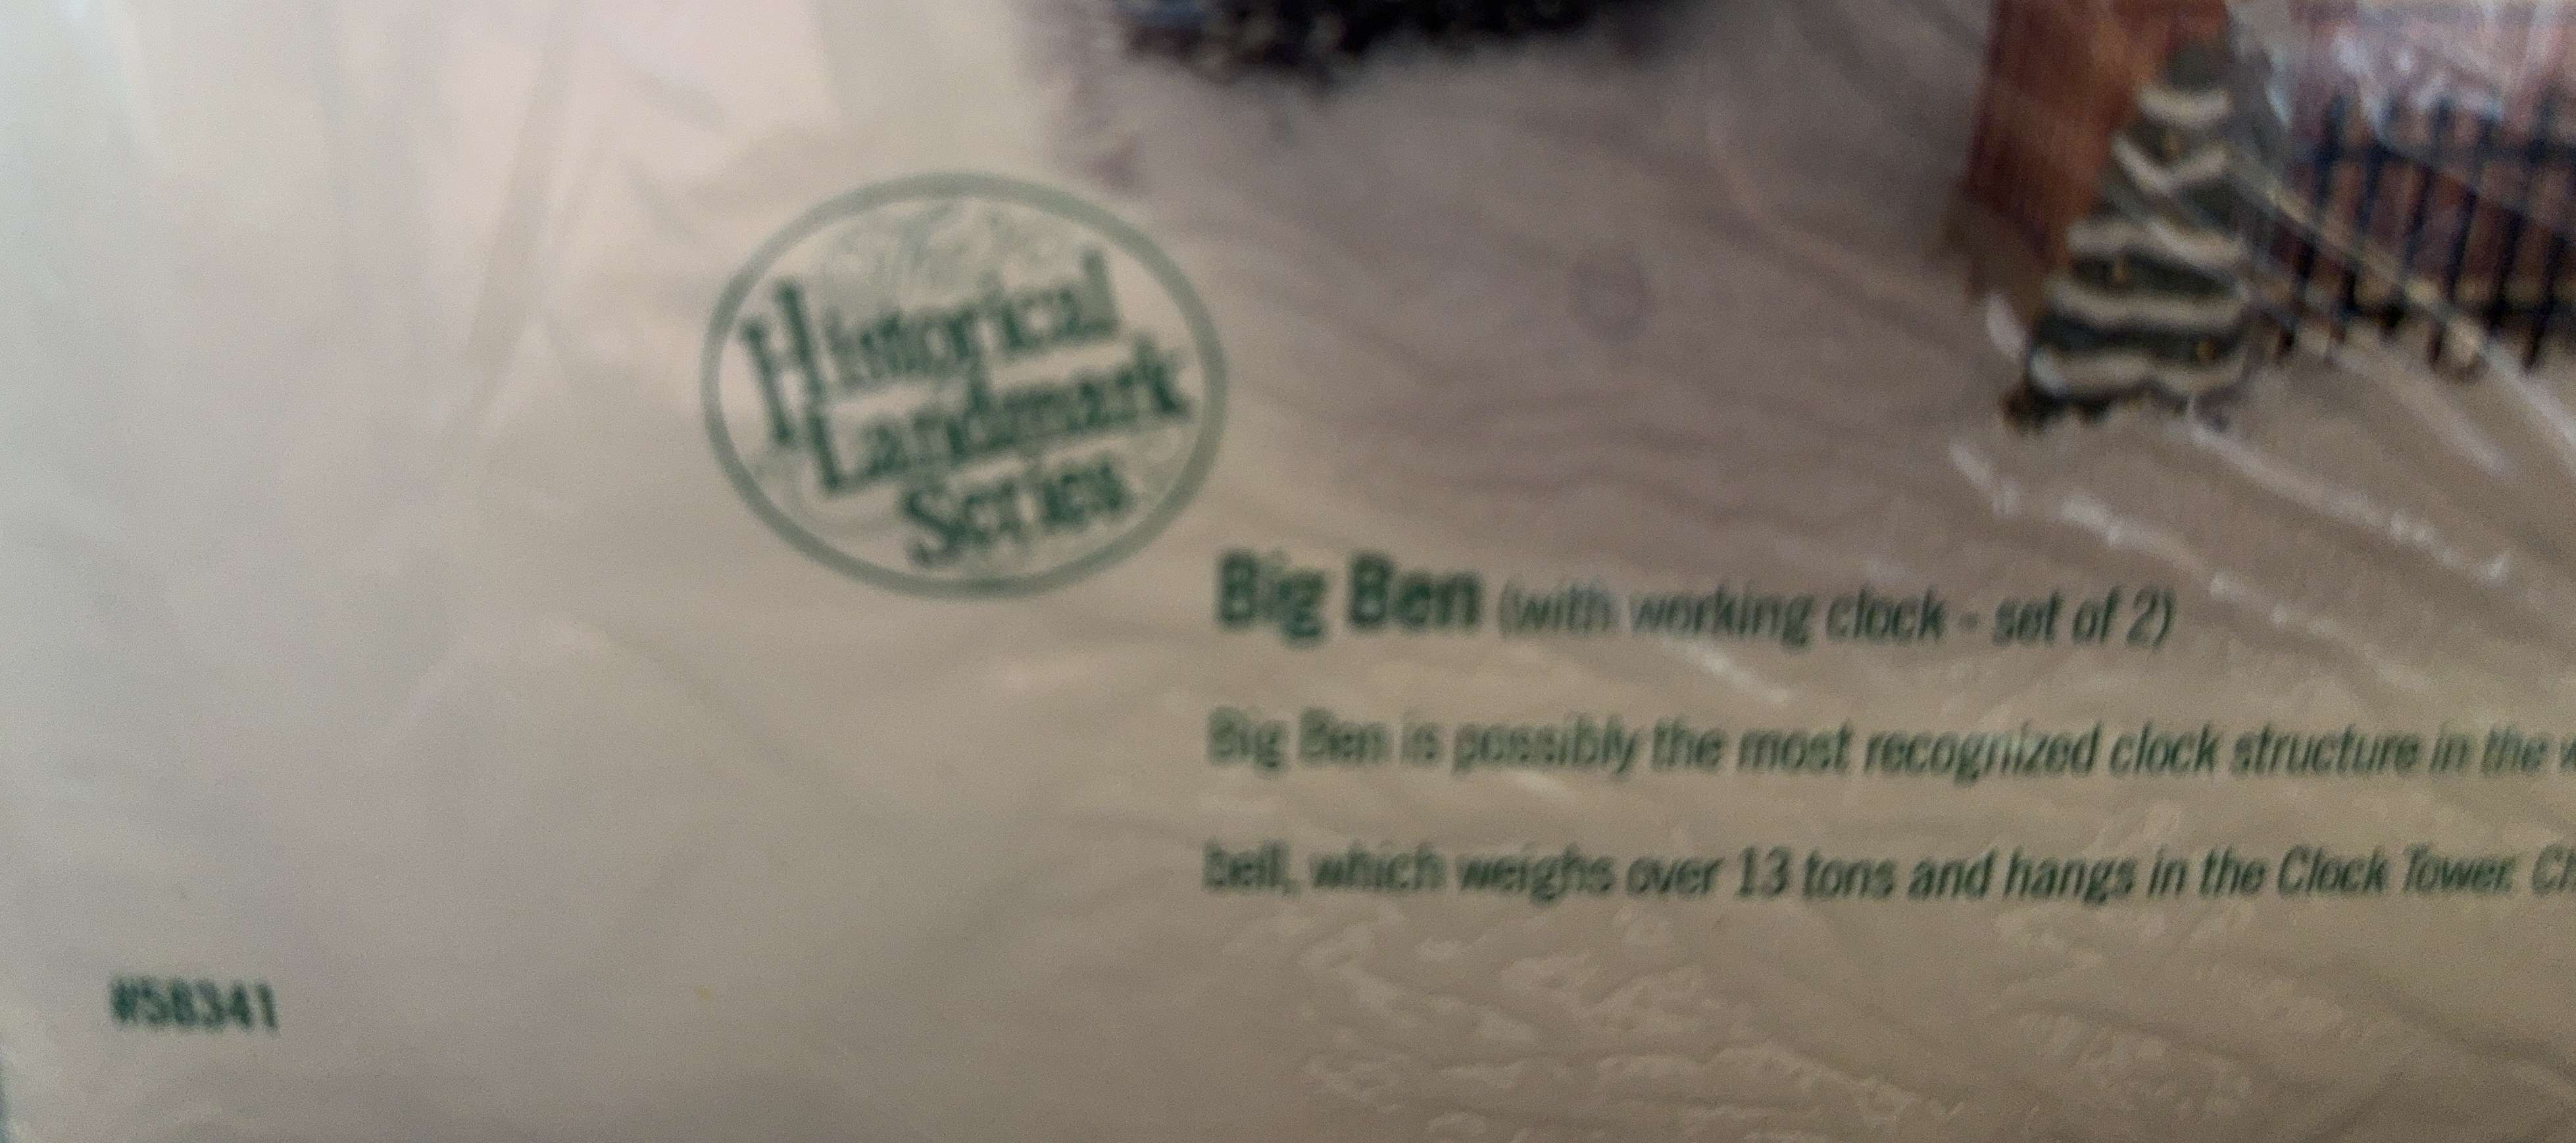 The
Historical
Landmark
Series
Big Ben (with working clock - set of 2)
Big Ben is possibly the most recognized clock structure in the
bell, which weighs over 13 tons and hangs in the Clock Tower.
#58341